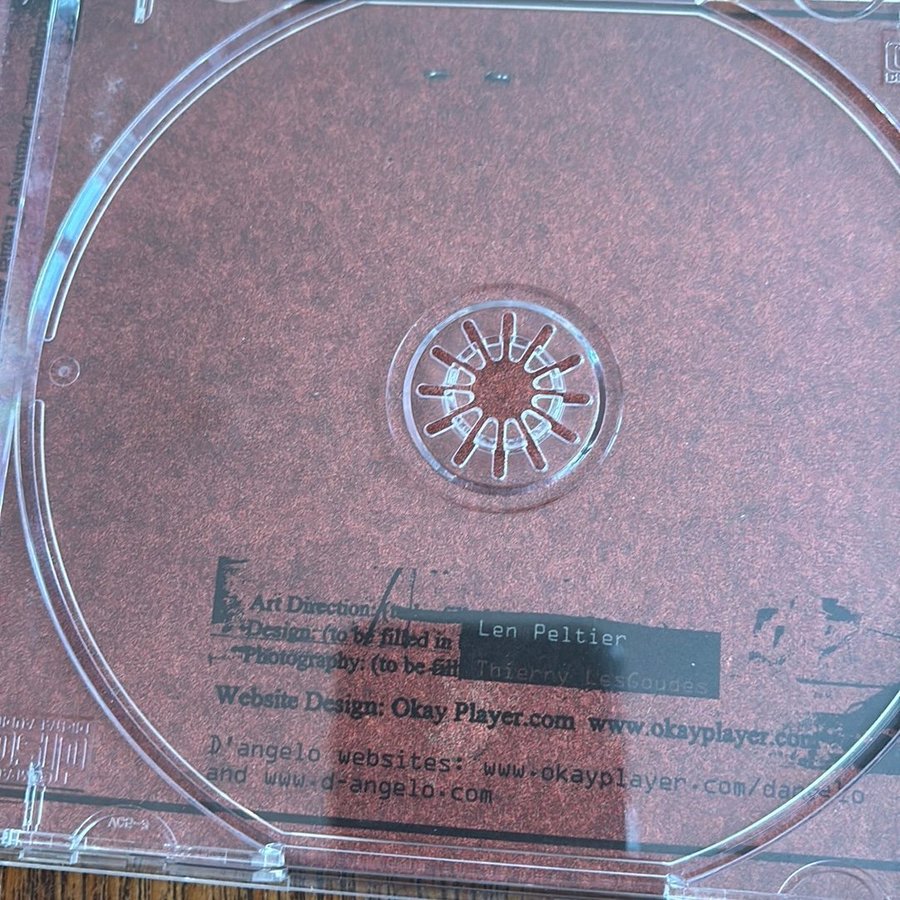 Art Direction:
Design: (to be filled in
Len Peltier
Photography: (to be fill
Thierry LesGoudes
Website Design: Okay Player.com www.okayplayer.com
D'angelo websites: www.okayplayer.com/dangelo
and www.d-angelo.com